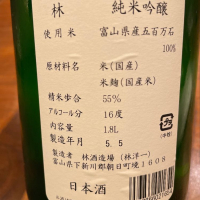 林 純米吟醸
使用米 富山県産五百万石
100%
原材料名 米(国産)
米麹(国産米)
精米歩合 55%
アルコール分 16度
内容量 1.8L
製造年月 5. 5
製造者 林酒造場(林洋一)
富山県下新川郡朝日町境1608
日本酒